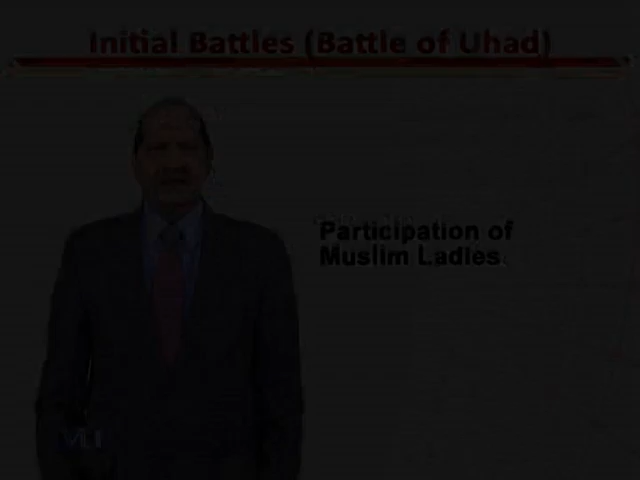 Initial Battles (Battle of Uhad)
Participation of
Muslim Ladies